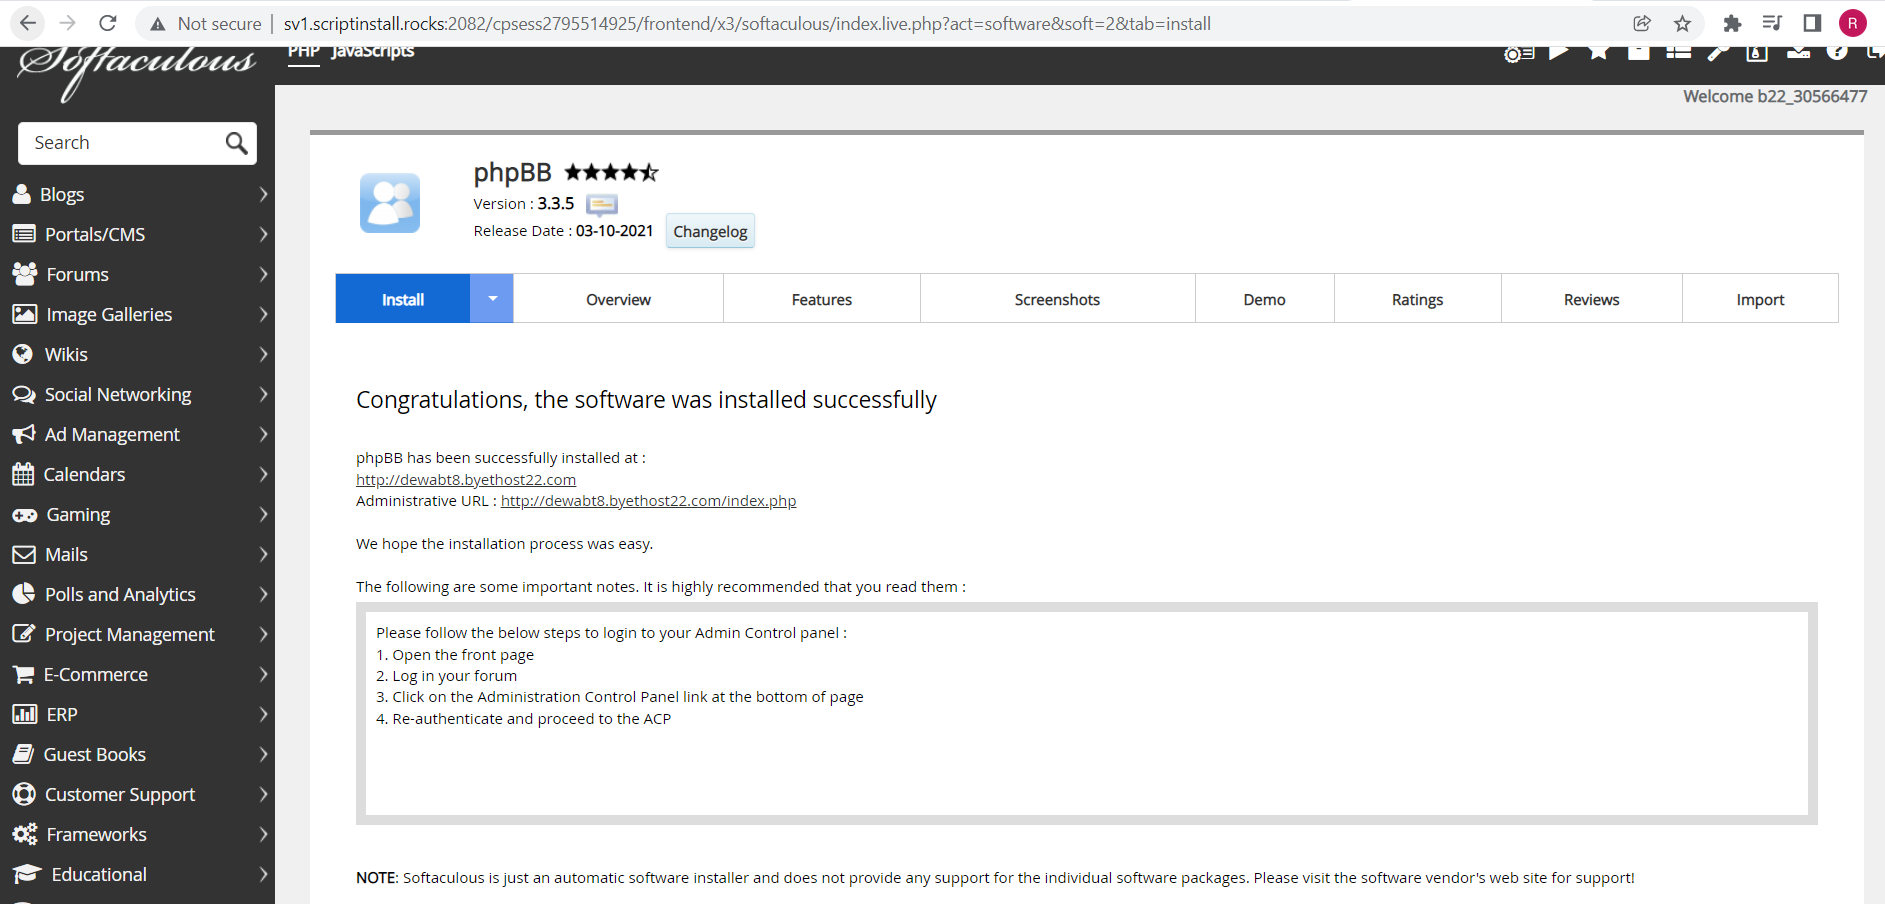 Not secure | sv1.scriptinstall.rocks:2082/cpsess2795514925/frontend/x3/softaculous/index.live.php?act=software&soft=2&tab=install
R
Softaculous
PHP JavaScripts
Welcome b22_30566477
Search
Blogs
Portals/CMS
Forums
Image Galleries
Wikis
Social Networking
Ad Management
Calendars
Gaming
Mails
Polls and Analytics
Project Management
E-Commerce
ERP
Guest Books
Customer Support
Frameworks
Educational
phpBB
Version : 3.3.5
Release Date : 03-10-2021 Changelog
Install Overview Features Screenshots Demo Ratings Reviews Import
Congratulations, the software was installed successfully
phpBB has been successfully installed at :
http://dewabt8.byethost22.com
Administrative URL : http://dewabt8.byethost22.com/index.php
We hope the installation process was easy.
The following are some important notes. It is highly recommended that you read them :
Please follow the below steps to login to your Admin Control panel :
1. Open the front page
2. Log in your forum
3. Click on the Administration Control Panel link at the bottom of page
4. Re-authenticate and proceed to the ACP
NOTE: Softaculous is just an automatic software installer and does not provide any support for the individual software packages. Please visit the software vendor's web site for support!